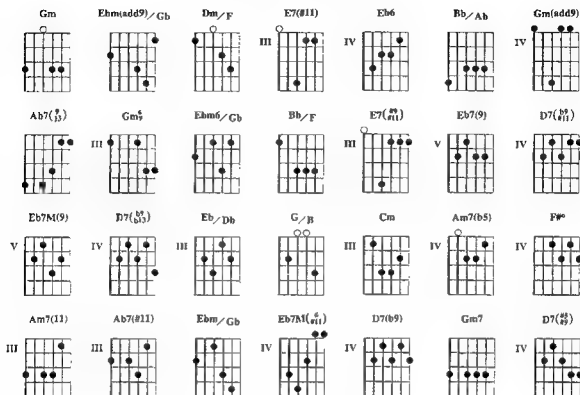 Gm Ebm(add9)/Gb Dm/F E7(#11) Eb6 Bb/Ab Gm(add9)
III IV IV
Ab7(9 13) Gm6 9 Ebm6/Gb Bb/F E7(#9 #11) Eb7(9) D7(b9 #11)
III III V IV
Eb7M(9) D7(b9 b13) Eb/Db G/B Cm Am7(b5) F#°
V IV III III IV IV
Am7(11) Ab7(#11) Ebm/Gb Eb7M(6 #11) D7(b9) Gm7 D7(#5 #9)
III III IV IV IV